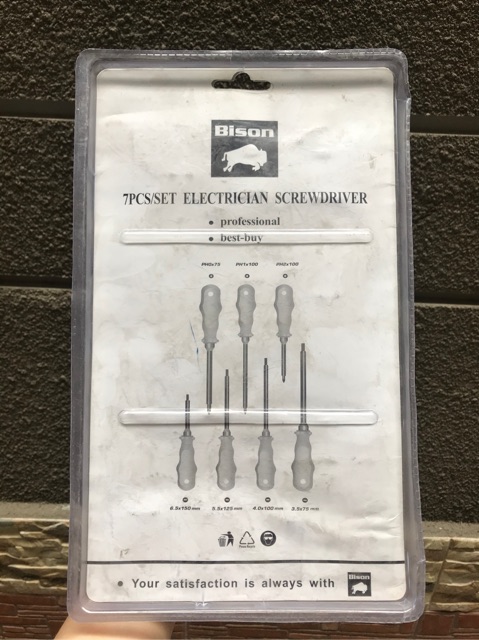 Bison
7PCS/SET ELECTRICIAN SCREWDRIVER
• professional
• best-buy
PH0x75 PH1x100 PH2x100
6.5x150 mm 5.5x125 mm 4.0x100 mm 3.5x75 mm
• Your satisfaction is always with Bison